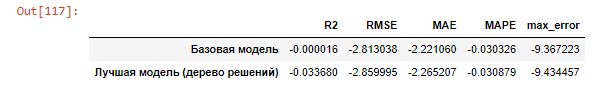 Out[117]:
R2 RMSE MAE MAPE max_error
Базовая модель -0.000016 -2.813038 -2.221060 -0.030326 -9.367223
Лучшая модель (дерево решений) -0.033680 -2.859995 -2.265207 -0.030879 -9.434457